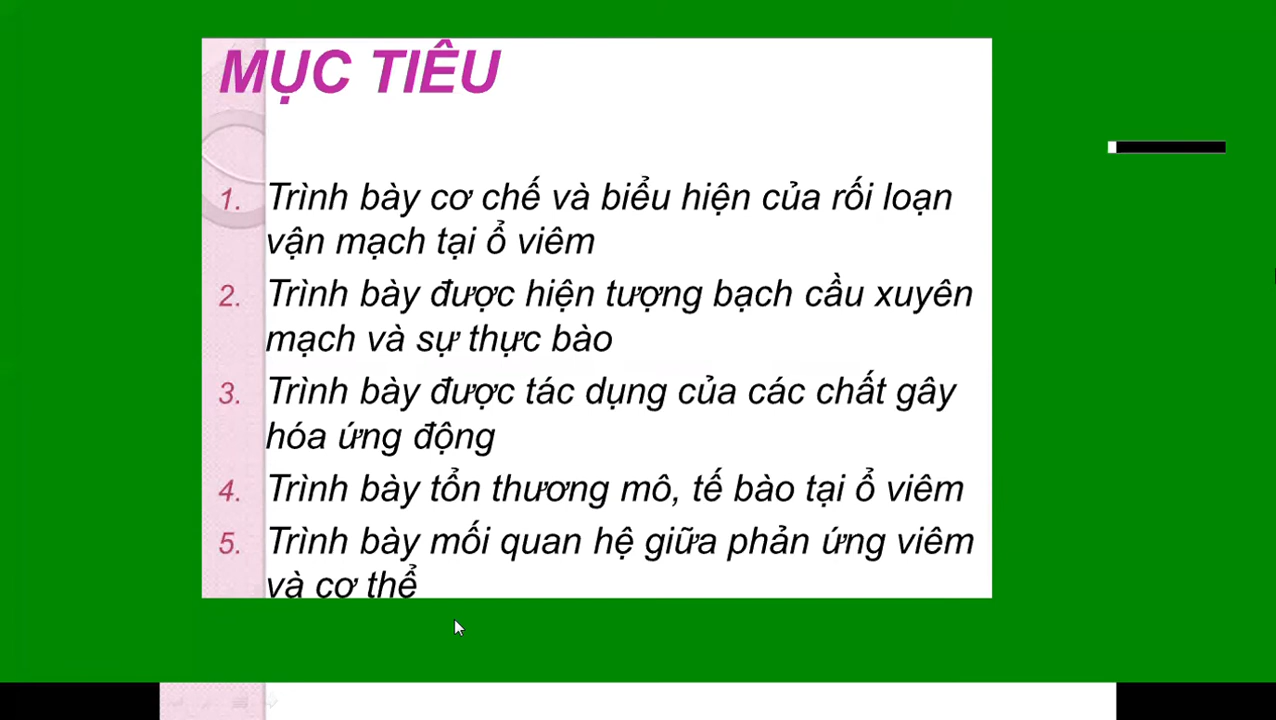 MỤC TIÊU
1. Trình bày cơ chế và biểu hiện của rối loạn
vận mạch tại ổ viêm
2. Trình bày được hiện tượng bạch cầu xuyên
mạch và sự thực bào
3. Trình bày được tác dụng của các chất gây
hóa ứng động
4. Trình bày tổn thương mô, tế bào tại ổ viêm
5. Trình bày mối quan hệ giữa phản ứng viêm
và cơ thể